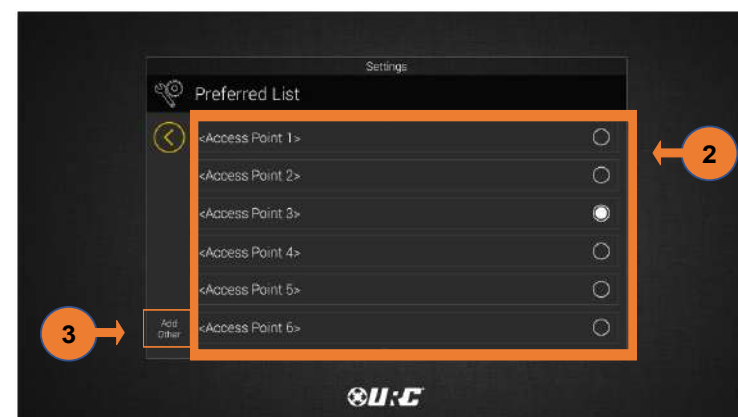 Settings
Preferred List
<Access Point 1>
2
<Access Point 2>
<Access Point 3>
<Access Point 4>
<Access Point 5>
3
Add
Other
<Access Point 6>
URC